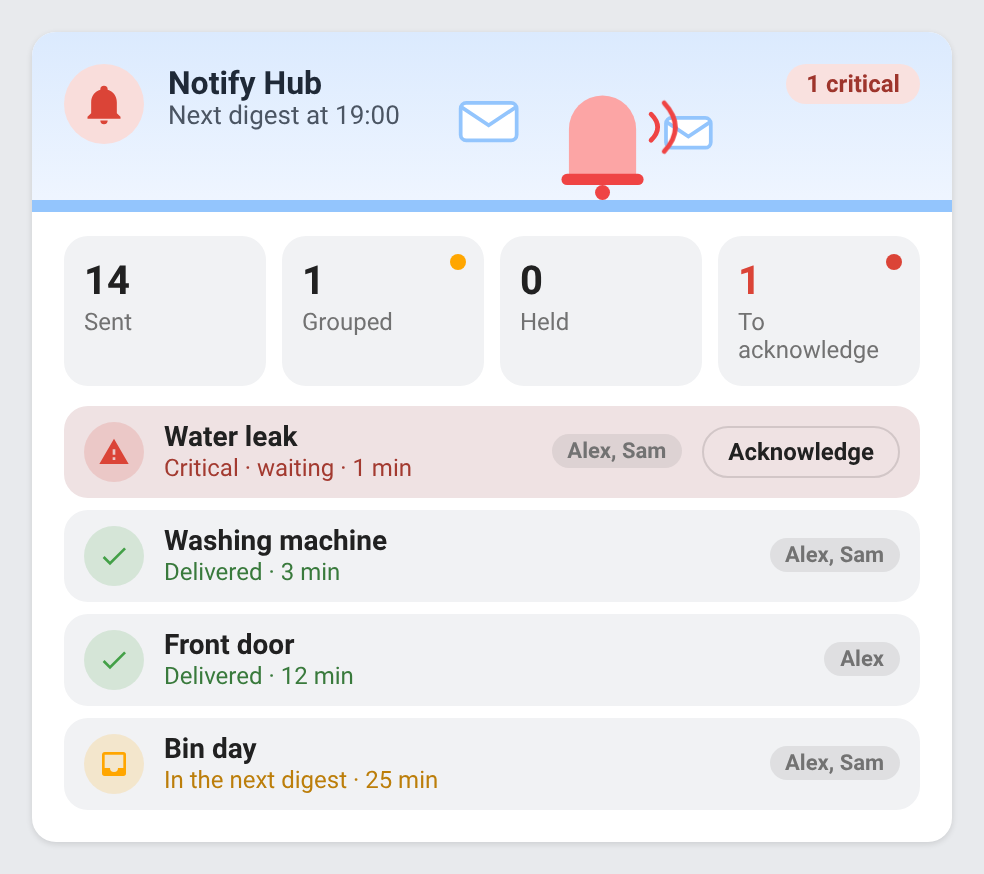 Notify Hub
Next digest at 19:00
1 critical
14
Sent
1
Grouped
0
Held
1
To
acknowledge
Water leak
Critical · waiting · 1 min
Alex, Sam
Acknowledge
Washing machine
Delivered · 3 min
Alex, Sam
Front door
Delivered · 12 min
Alex
Bin day
In the next digest · 25 min
Alex, Sam